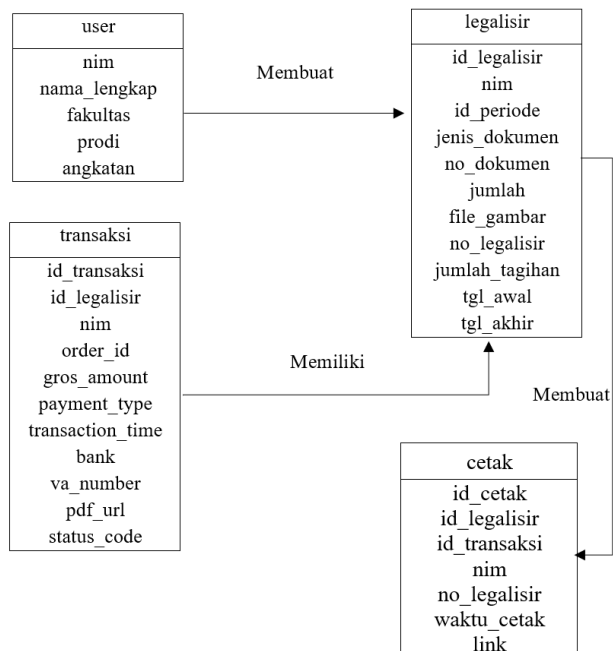 user
nim
nama_lengkap
fakultas
prodi
angkatan
Membuat
legalisir
id_legalisir
nim
id_periode
jenis_dokumen
no_dokumen
jumlah
file_gambar
no_legalisir
jumlah_tagihan
tgl_awal
tgl_akhir
transaksi
id_transaksi
id_legalisir
nim
order_id
gros_amount
payment_type
transaction_time
bank
va_number
pdf_url
status_code
Memiliki
Membuat
cetak
id_cetak
id_legalisir
id_transaksi
nim
no_legalisir
waktu_cetak
link